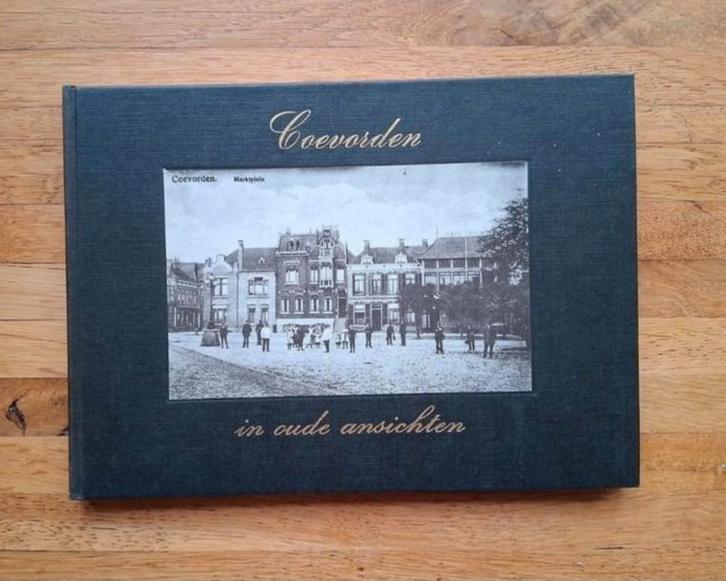 Coevorden
Coevorden. Marktplein
in oude ansichten